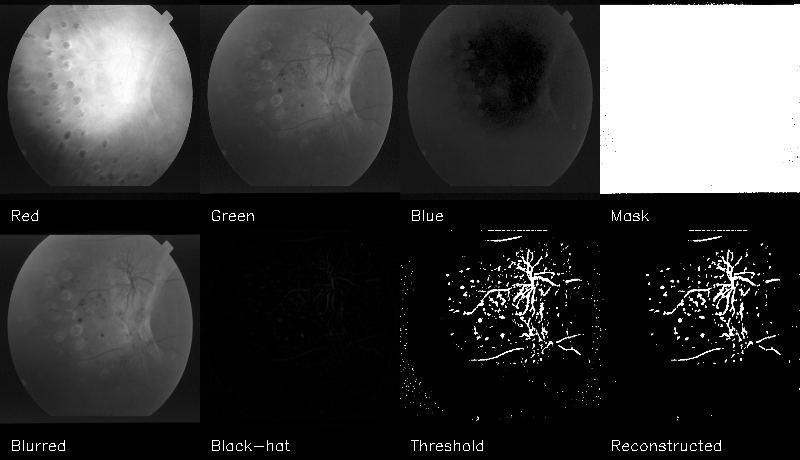 Red
Green
Blue
Mask
Blurred
Black-hat
Threshold
Reconstructed